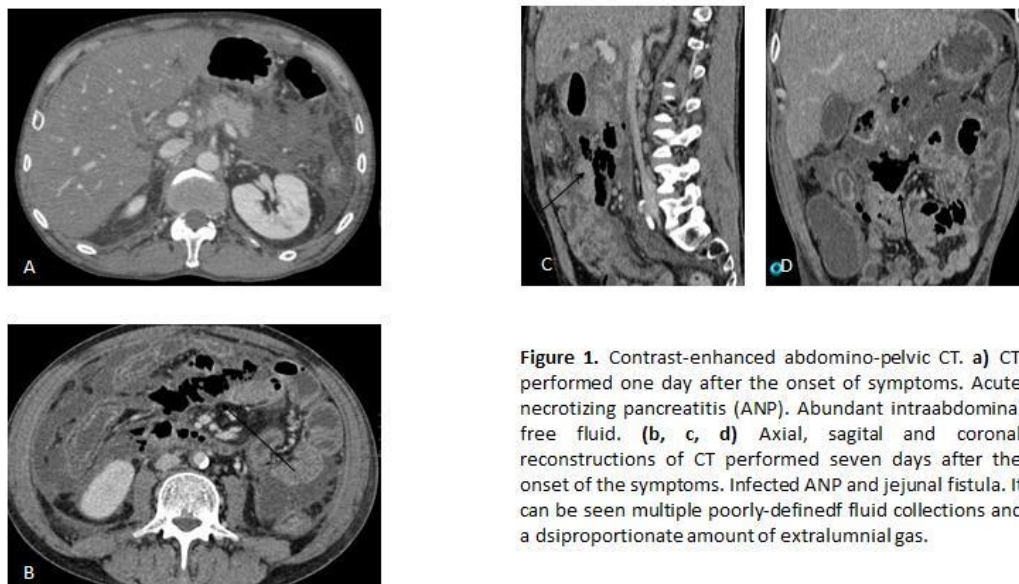 A
B
C
D
Figure 1. Contrast-enhanced abdomino-pelvic CT. a) CT
performed one day after the onset of symptoms. Acute
necrotizing pancreatitis (ANP). Abundant intraabdomina
free fluid. (b, c, d) Axial, sagital and coronal
reconstructions of CT performed seven days after the
onset of the symptoms. Infected ANP and jejunal fistula. It
can be seen multiple poorly-definedf fluid collections and
a dsiproportionate amount of extralumnial gas.